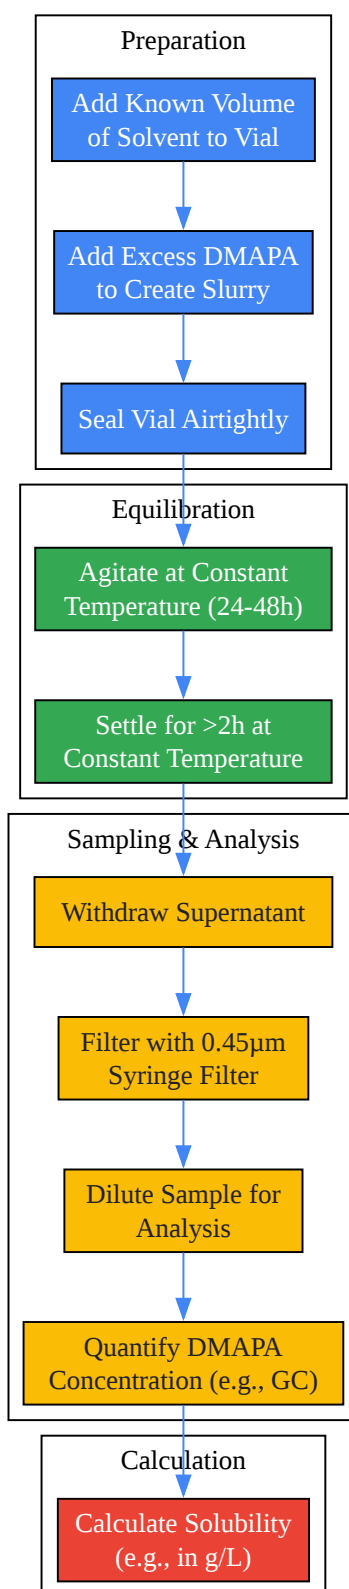 Preparation
Add Known Volume
of Solvent to Vial
Add Excess DMAPA
to Create Slurry
Seal Vial Airtightly
Equilibration
Agitate at Constant
Temperature (24-48h)
Settle for >2h at
Constant Temperature
Sampling & Analysis
Withdraw Supernatant
Filter with 0.45µm
Syringe Filter
Dilute Sample for
Analysis
Quantify DMAPA
Concentration (e.g., GC)
Calculation
Calculate Solubility
(e.g., in g/L)